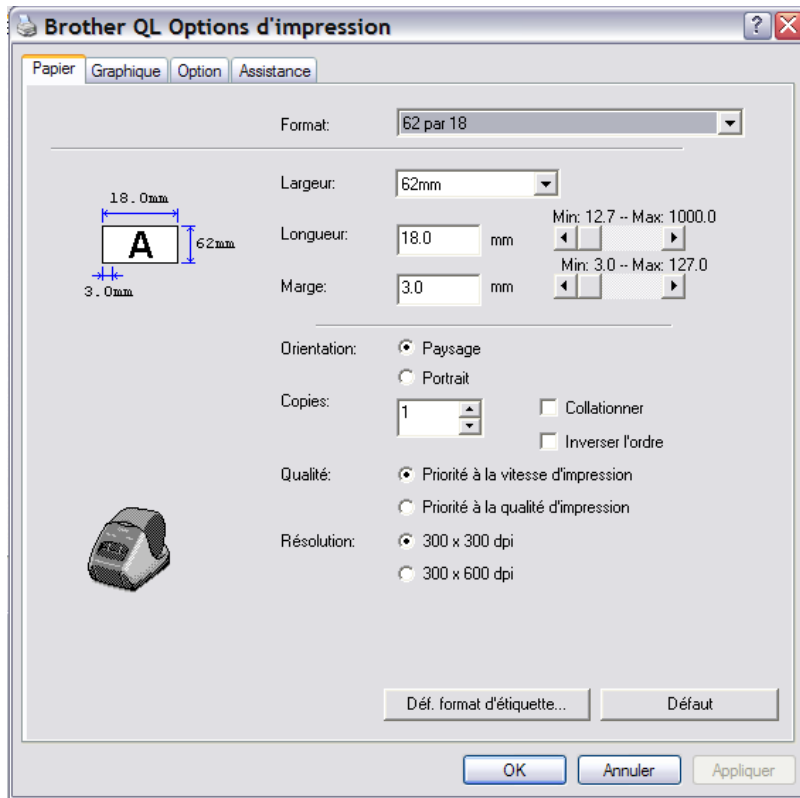 Brother QL Options d'impression
Papier Graphique Option Assistance
Format: 62 par 18
Largeur: 62mm
18.0mm
Min: 12.7 -- Max: 1000.0
A 62mm
Longueur: 18.0 mm
Min: 3.0 -- Max: 127.0
3.0mm
Marge: 3.0 mm
Orientation: Paysage
Portrait
Copies: 1 Collationner
Inverser l'ordre
Qualité: Priorité à la vitesse d'impression
Priorité à la qualité d'impression
Résolution: 300 x 300 dpi
300 x 600 dpi
Déf. format d'étiquette... Défaut
OK Annuler Appliquer